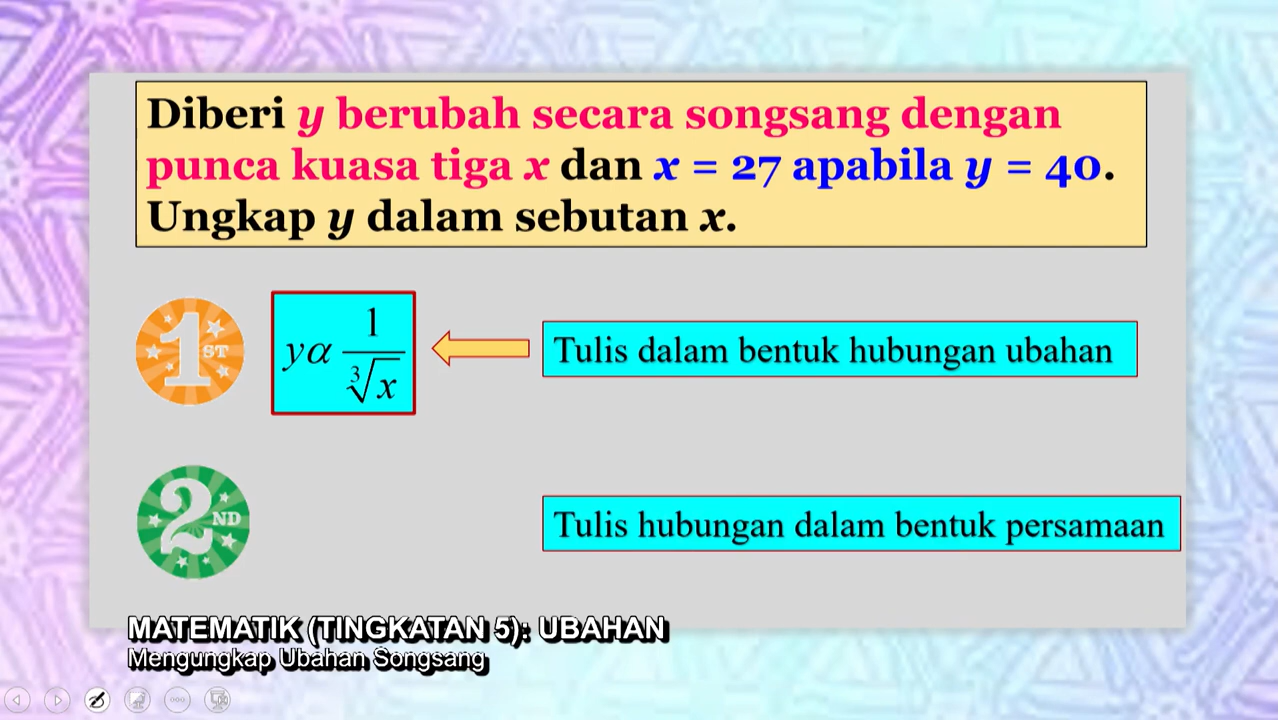 Diberi y berubah secara songsang dengan
punca kuasa tiga x dan x = 27 apabila y = 40.
Ungkap y dalam sebutan x.
1ST
yα 1/∛x
Tulis dalam bentuk hubungan ubahan
2ND
Tulis hubungan dalam bentuk persamaan
MATEMATIK (TINGKATAN 5): UBAHAN
Mengungkap Ubahan Songsang